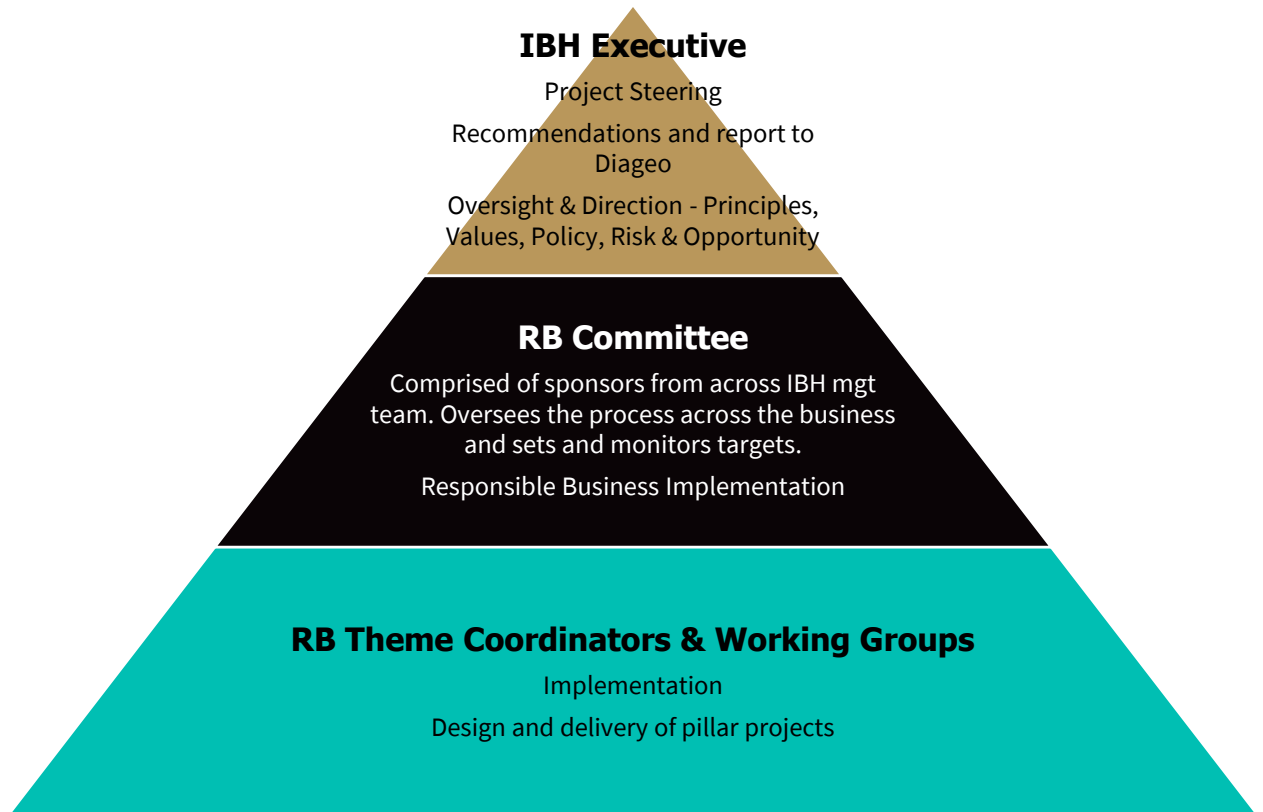 IBH Executive
Project Steering
Recommendations and report to
Diageo
Oversight & Direction - Principles,
Values, Policy, Risk & Opportunity
RB Committee
Comprised of sponsors from across IBH mgt
team. Oversees the process across the business
and sets and monitors targets.
Responsible Business Implementation
RB Theme Coordinators & Working Groups
Implementation
Design and delivery of pillar projects